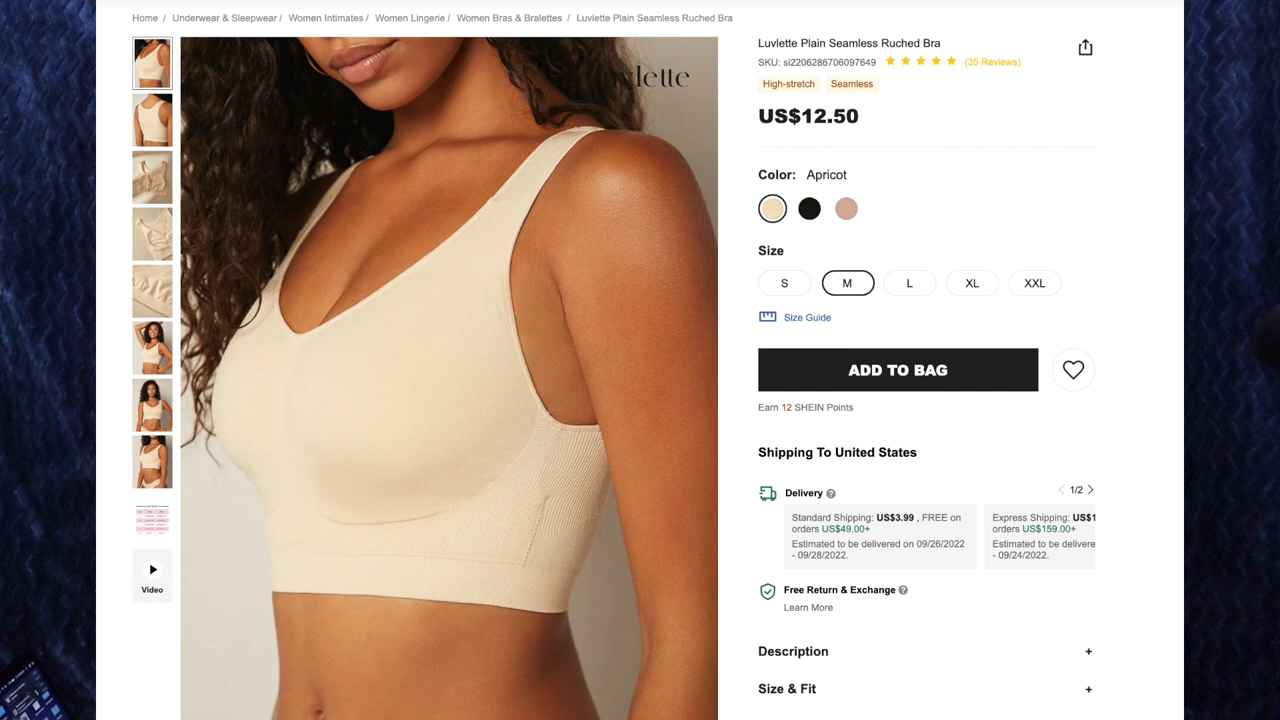 Home / Underwear & Sleepwear / Women Intimates / Women Lingerie / Women Bras & Bralettes / Luvlette Plain Seamless Ruched Bra
Luvlette Plain Seamless Ruched Bra
SKU: si2206286706097649 (35 Reviews)
High-stretch Seamless
US$12.50
Color: Apricot
Size
S M L XL XXL
Size Guide
ADD TO BAG
Earn 12 SHEIN Points
Shipping To United States
Delivery ? 1/2
Standard Shipping: US$3.99 , FREE on
orders US$49.00+
Estimated to be delivered on 09/26/2022
- 09/28/2022.
Express Shipping: US$1
orders US$159.00+
Estimated to be delivere
- 09/24/2022.
Free Return & Exchange ?
Learn More
Description +
Size & Fit +
Video
vlette